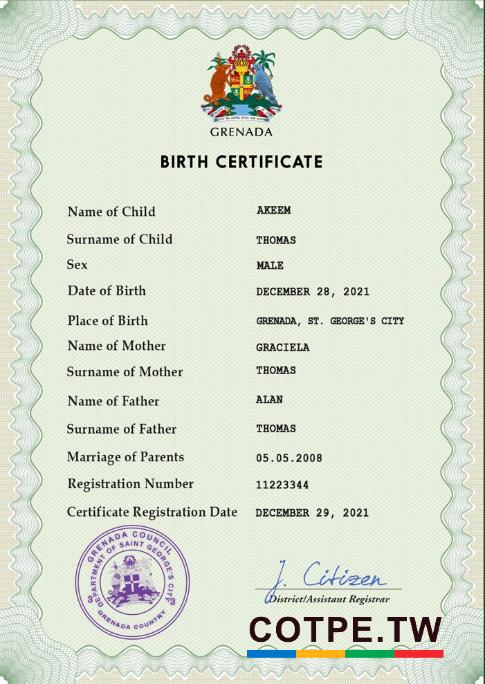 GRENADA
BIRTH CERTIFICATE
Name of Child AKEEM
Surname of Child THOMAS
Sex MALE
Date of Birth DECEMBER 28, 2021
Place of Birth GRENADA, ST. GEORGE'S CITY
Name of Mother GRACIELA
Surname of Mother THOMAS
Name of Father ALAN
Surname of Father THOMAS
Marriage of Parents 05.05.2008
Registration Number 11223344
Certificate Registration Date DECEMBER 29, 2021
GRENADA COUNCIL
DEPARTMENT OF SAINT GEORGE'S CITY
GRENADA COUNTRY
J. Citizen
District/Assistant Registrar
COTPE.TW